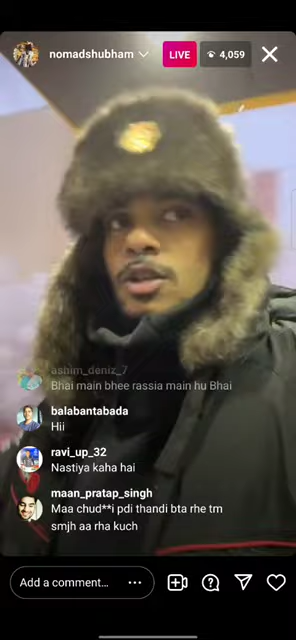 nomadshubham
LIVE
4,059
ashim_deniz_7
Bhai main bhee rassia main hu Bhai
balabantabada
Hii
ravi_up_32
Nastiya kaha hai
maan_pratap_singh
Maa chud**i pdi thandi bta rhe tm
smjh aa rha kuch
Add a comment...